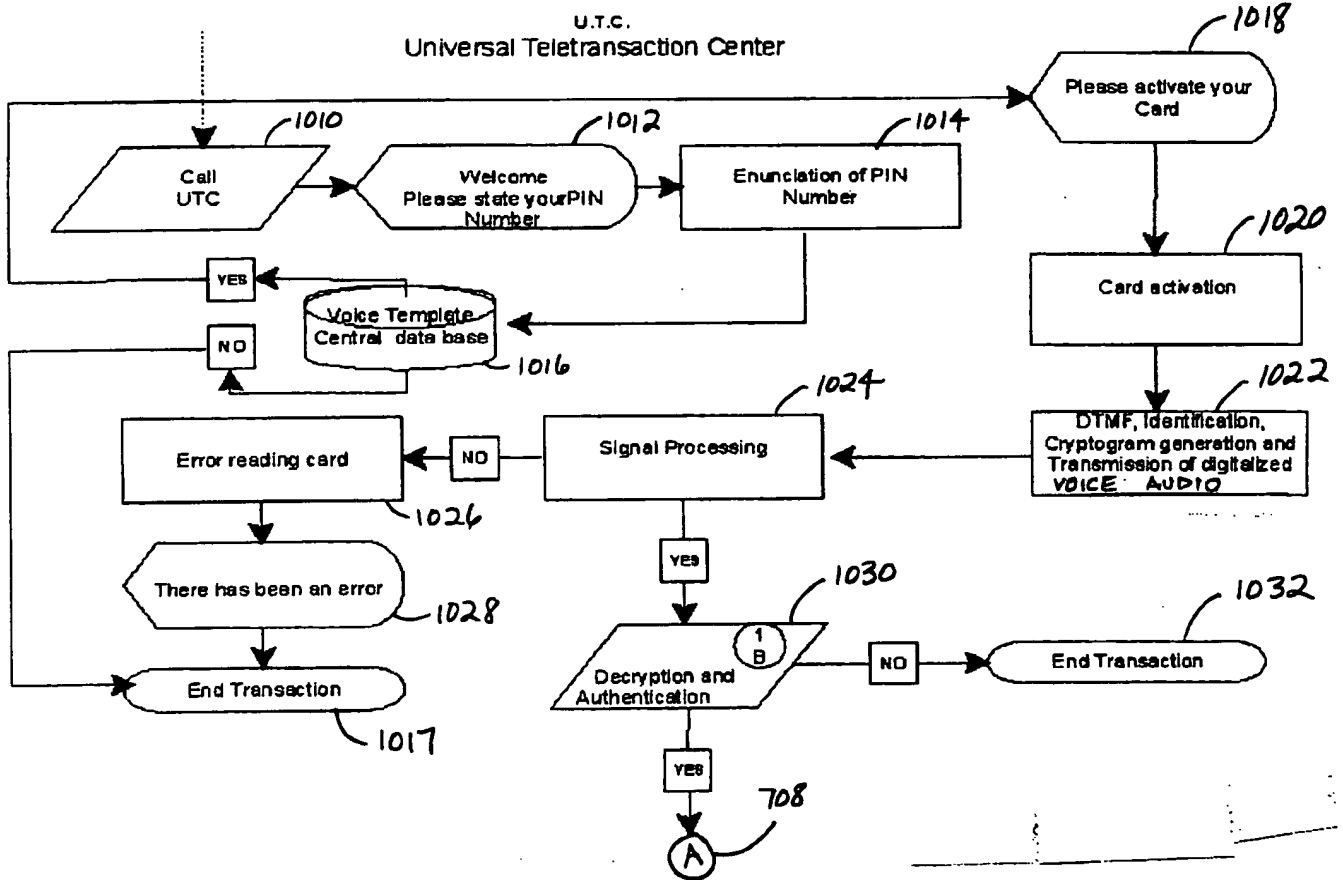 U.T.C.
Universal Teletransaction Center
1018
Please activate your
Card
1010
Call
UTC
1012
Welcome
Please state yourPIN
Number
1014
Enunciation of PIN
Number
1020
Card activation
YES
Voice Template
Central data base
1016
NO
1022
DTMF, Identification,
Cryptogram generation and
Transmission of digitalized
VOICE AUDIO
1024
Signal Processing
NO
Error reading card
1026
There has been an error
1028
End Transaction
1017
YES
1030
1
B
Decryption and
Authentication
NO
1032
End Transaction
YES
708
A